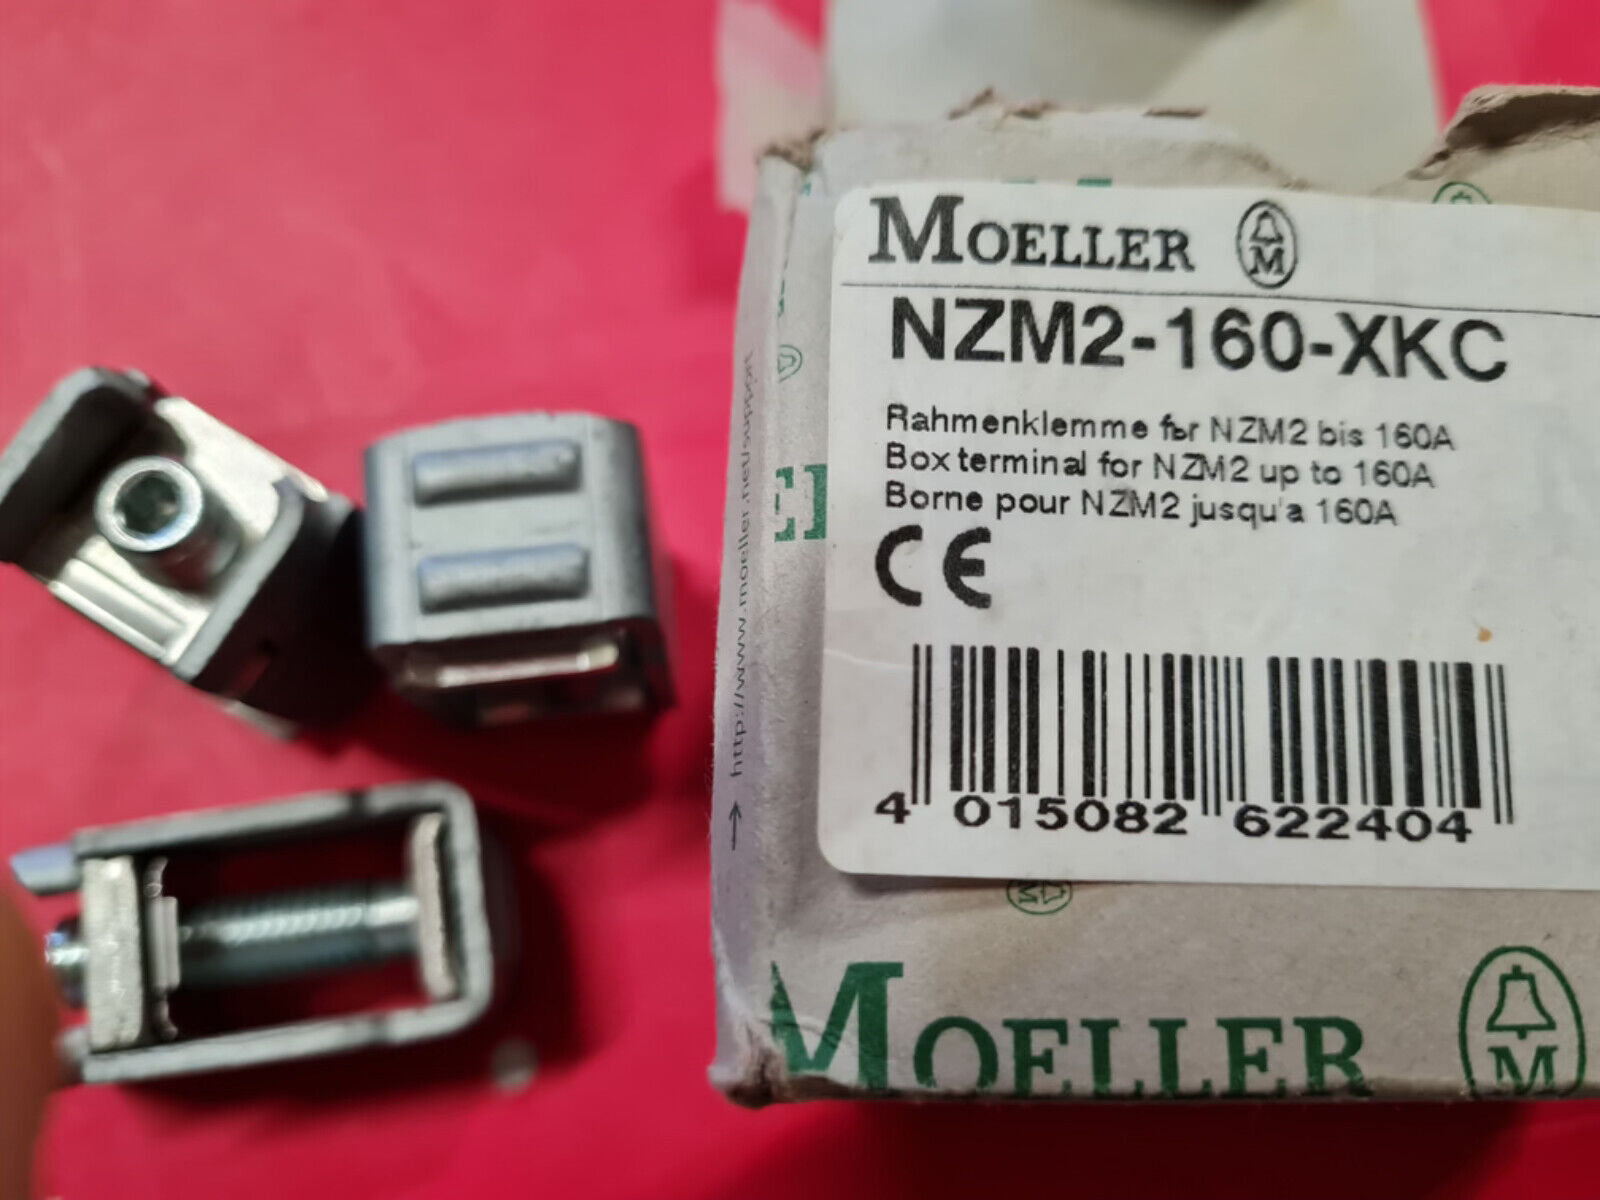 MOELLER M
NZM2-160-XKC
Rahmenklemme fьr NZM2 bis 160A
Box terminal for NZM2 up to 160A
Borne pour NZM2 jusqu'a 160A
CE
4 015082 622404
http://www.moeller.net/support
M
MOELLER M